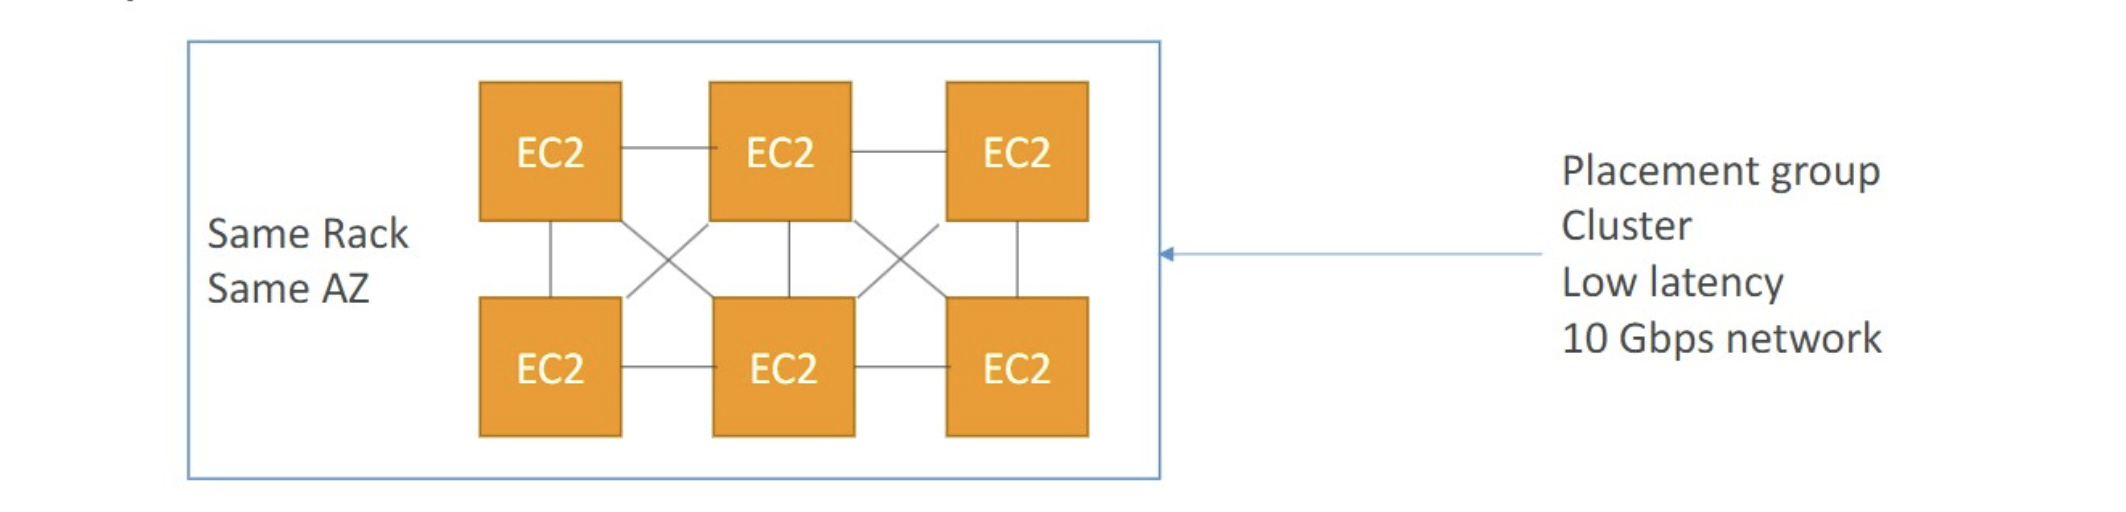 Same Rack
Same AZ
EC2
EC2
EC2
EC2
EC2
EC2
Placement group
Cluster
Low latency
10 Gbps network